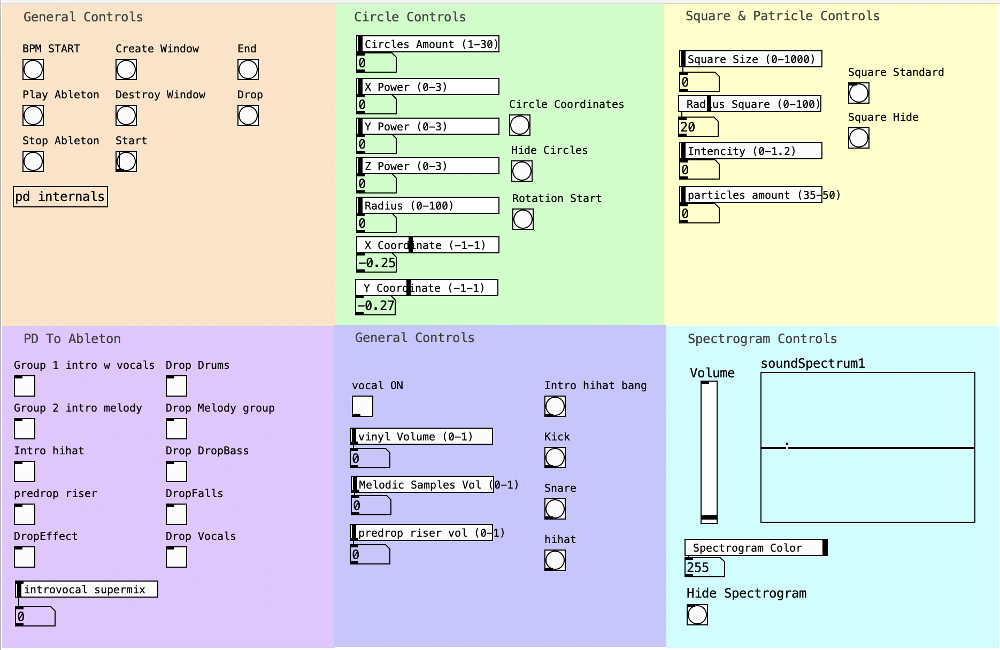 General Controls
BPM START
Create Window
End
Play Ableton
Destroy Window
Drop
Stop Ableton
Start
pd internals
Circle Controls
Circles Amount (1-30)
0
X Power (0-3)
0
Y Power (0-3)
0
Z Power (0-3)
0
Radius (0-100)
0
X Coordinate (-1-1)
-0.25
Y Coordinate (-1-1)
-0.27
Circle Coordinates
Hide Circles
Rotation Start
Square & Patricle Controls
Square Size (0-1000)
0
Radius Square (0-100)
20
Intencity (0-1.2)
0
particles amount (35-50)
0
Square Standard
Square Hide
PD To Ableton
Group 1 intro w vocals
Drop Drums
Group 2 intro melody
Drop Melody group
Intro hihat
Drop DropBass
predrop riser
DropFalls
DropEffect
Drop Vocals
introvocal supermix
0
General Controls
vocal ON
vinyl Volume (0-1)
0
Melodic Samples Vol (0-1)
0
predrop riser vol (0-1)
0
Intro hihat bang
Kick
Snare
hihat
Spectrogram Controls
Volume
soundSpectrum1
Spectrogram Color
255
Hide Spectrogram